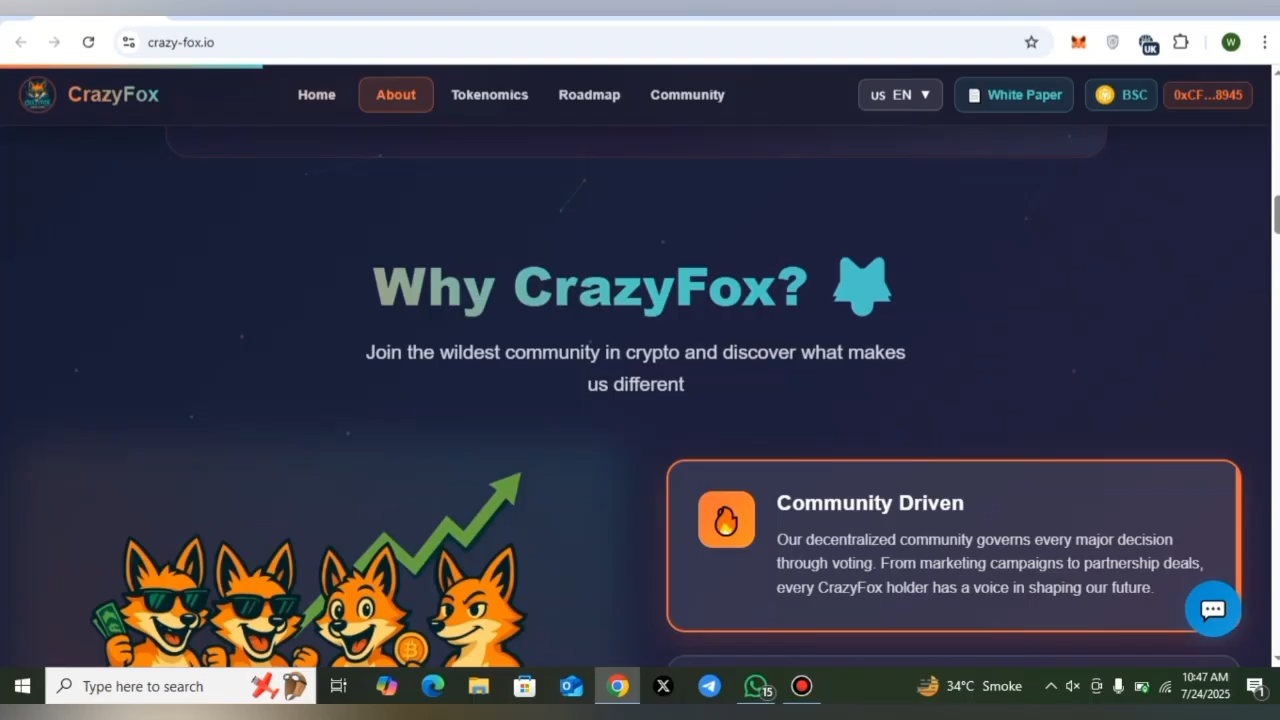 crazy-fox.io
UK
W
CrazyFox
Home
About
Tokenomics
Roadmap
Community
US EN ▼
White Paper
BSC
0xCF...8945
Why CrazyFox?
Join the wildest community in crypto and discover what makes
us different
Community Driven
Our decentralized community governs every major decision
through voting. From marketing campaigns to partnership deals,
every CrazyFox holder has a voice in shaping our future.
Type here to search
15
34°C Smoke
10:47 AM
7/24/2025
1